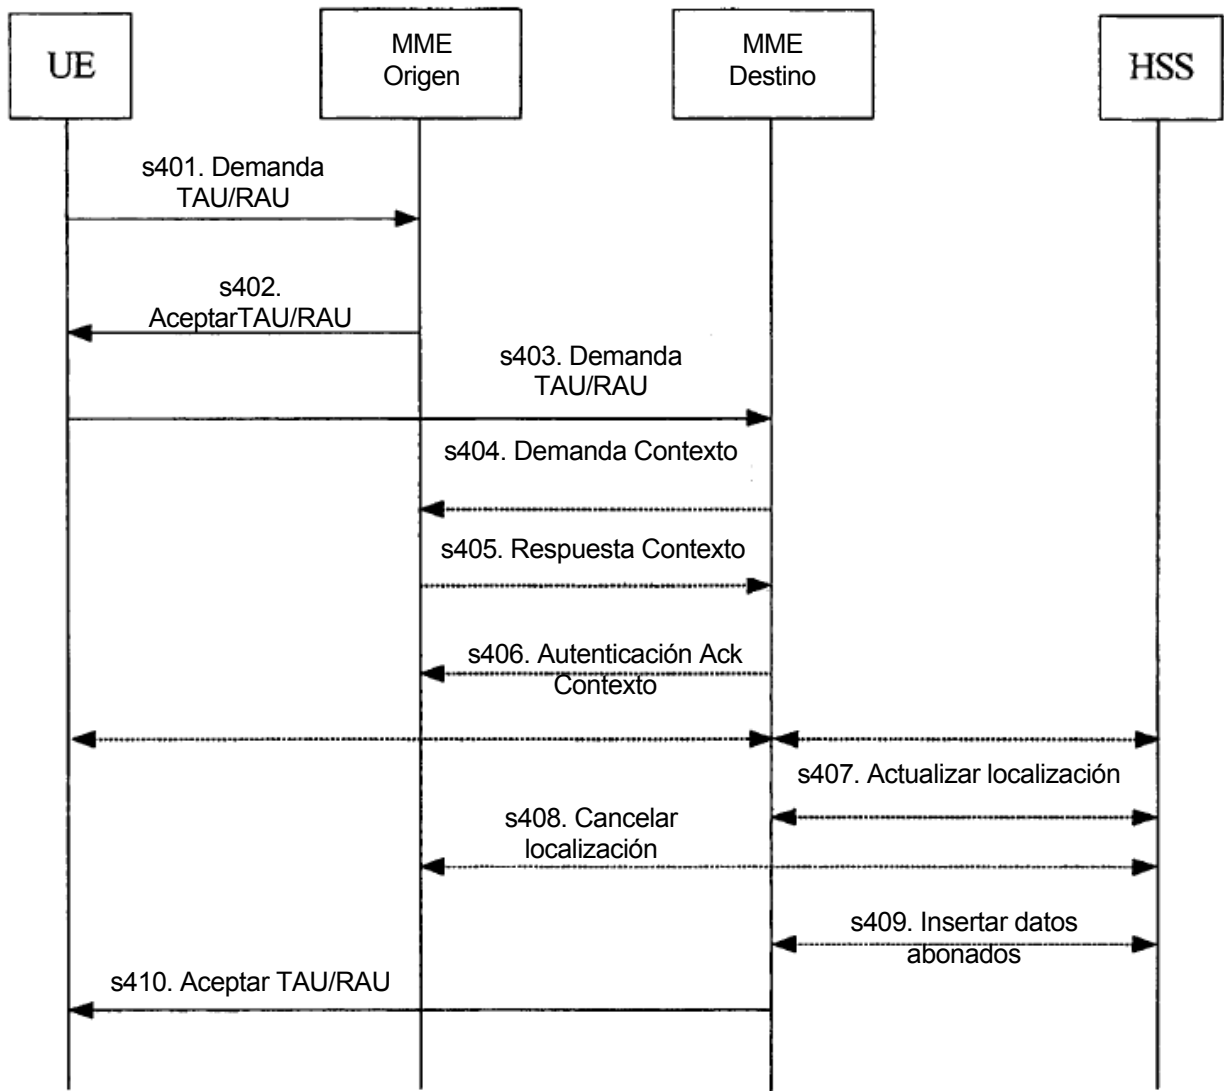 UE
MME
Origen
MME
Destino
HSS
s401. Demanda
TAU/RAU
s402.
AceptarTAU/RAU
s403. Demanda
TAU/RAU
s404. Demanda Contexto
s405. Respuesta Contexto
s406. Autenticación Ack
Contexto
s407. Actualizar localización
s408. Cancelar
localización
s409. Insertar datos
abonados
s410. Aceptar TAU/RAU